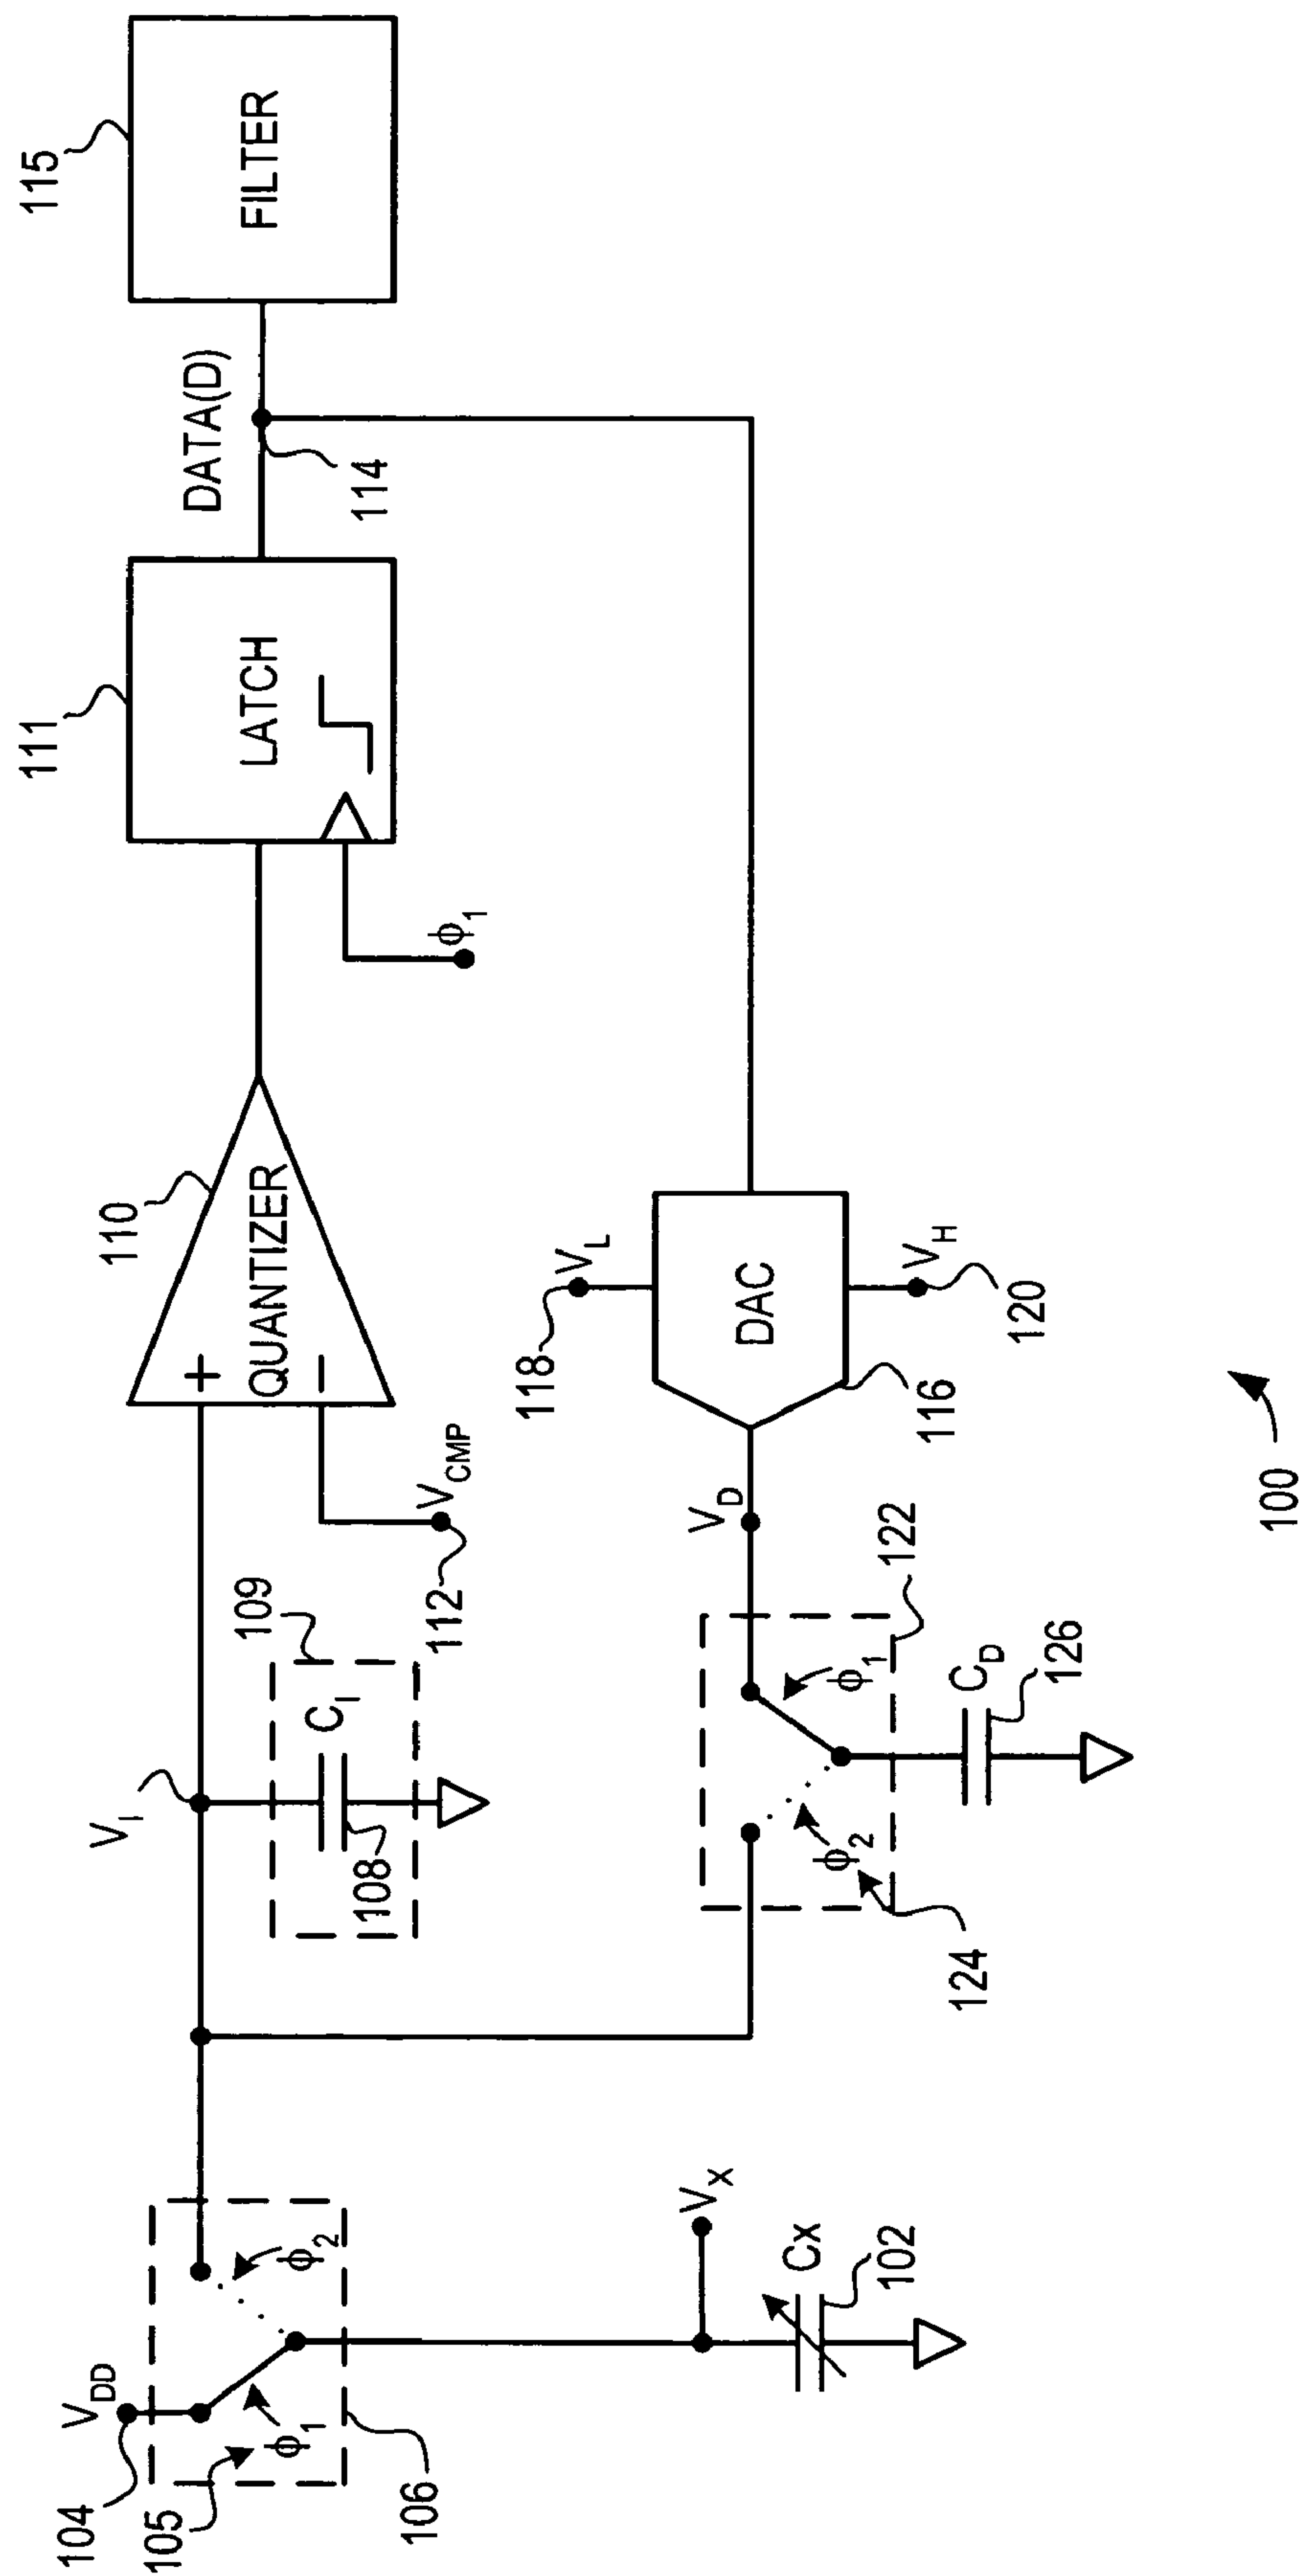 115
FILTER
DATA(D)
114
111
LATCH
ϕ1
110
+
QUANTIZER
−
VCMP
112
109
CI
108
VI
118
VL
DAC
VH
120
116
VD
122
ϕ1
ϕ2
124
CD
126
VDD
104
105
ϕ1
ϕ2
106
VX
Cx
102
100